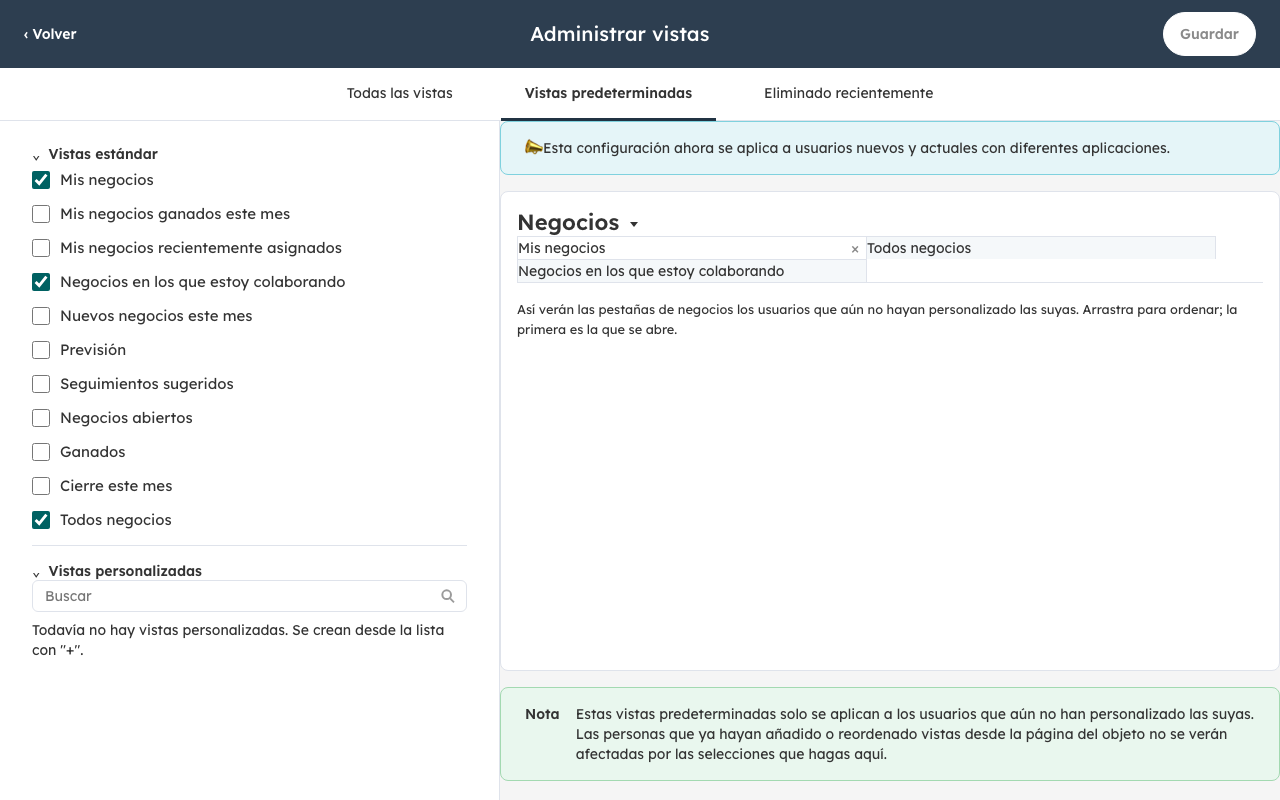 ‹ Volver
Administrar vistas
Guardar
Todas las vistas
Vistas predeterminadas
Eliminado recientemente
Vistas estándar
Mis negocios
Mis negocios ganados este mes
Mis negocios recientemente asignados
Negocios en los que estoy colaborando
Nuevos negocios este mes
Previsión
Seguimientos sugeridos
Negocios abiertos
Ganados
Cierre este mes
Todos negocios
Vistas personalizadas
Buscar
Todavía no hay vistas personalizadas. Se crean desde la lista
con "+".
Esta configuración ahora se aplica a usuarios nuevos y actuales con diferentes aplicaciones.
Negocios
Mis negocios ×
Todos negocios
Negocios en los que estoy colaborando
Así verán las pestañas de negocio los usuarios que aún no hayan personalizado las suyas. Arrastra para ordenar; la
primera es la que se abre.
Nota
Estas vistas predeterminadas solo se aplican a los usuarios que aún no han personalizado las suyas.
Las personas que ya hayan añadido o reordenado vistas desde la página del objeto no se verán
afectadas por las selecciones que hagas aquí.